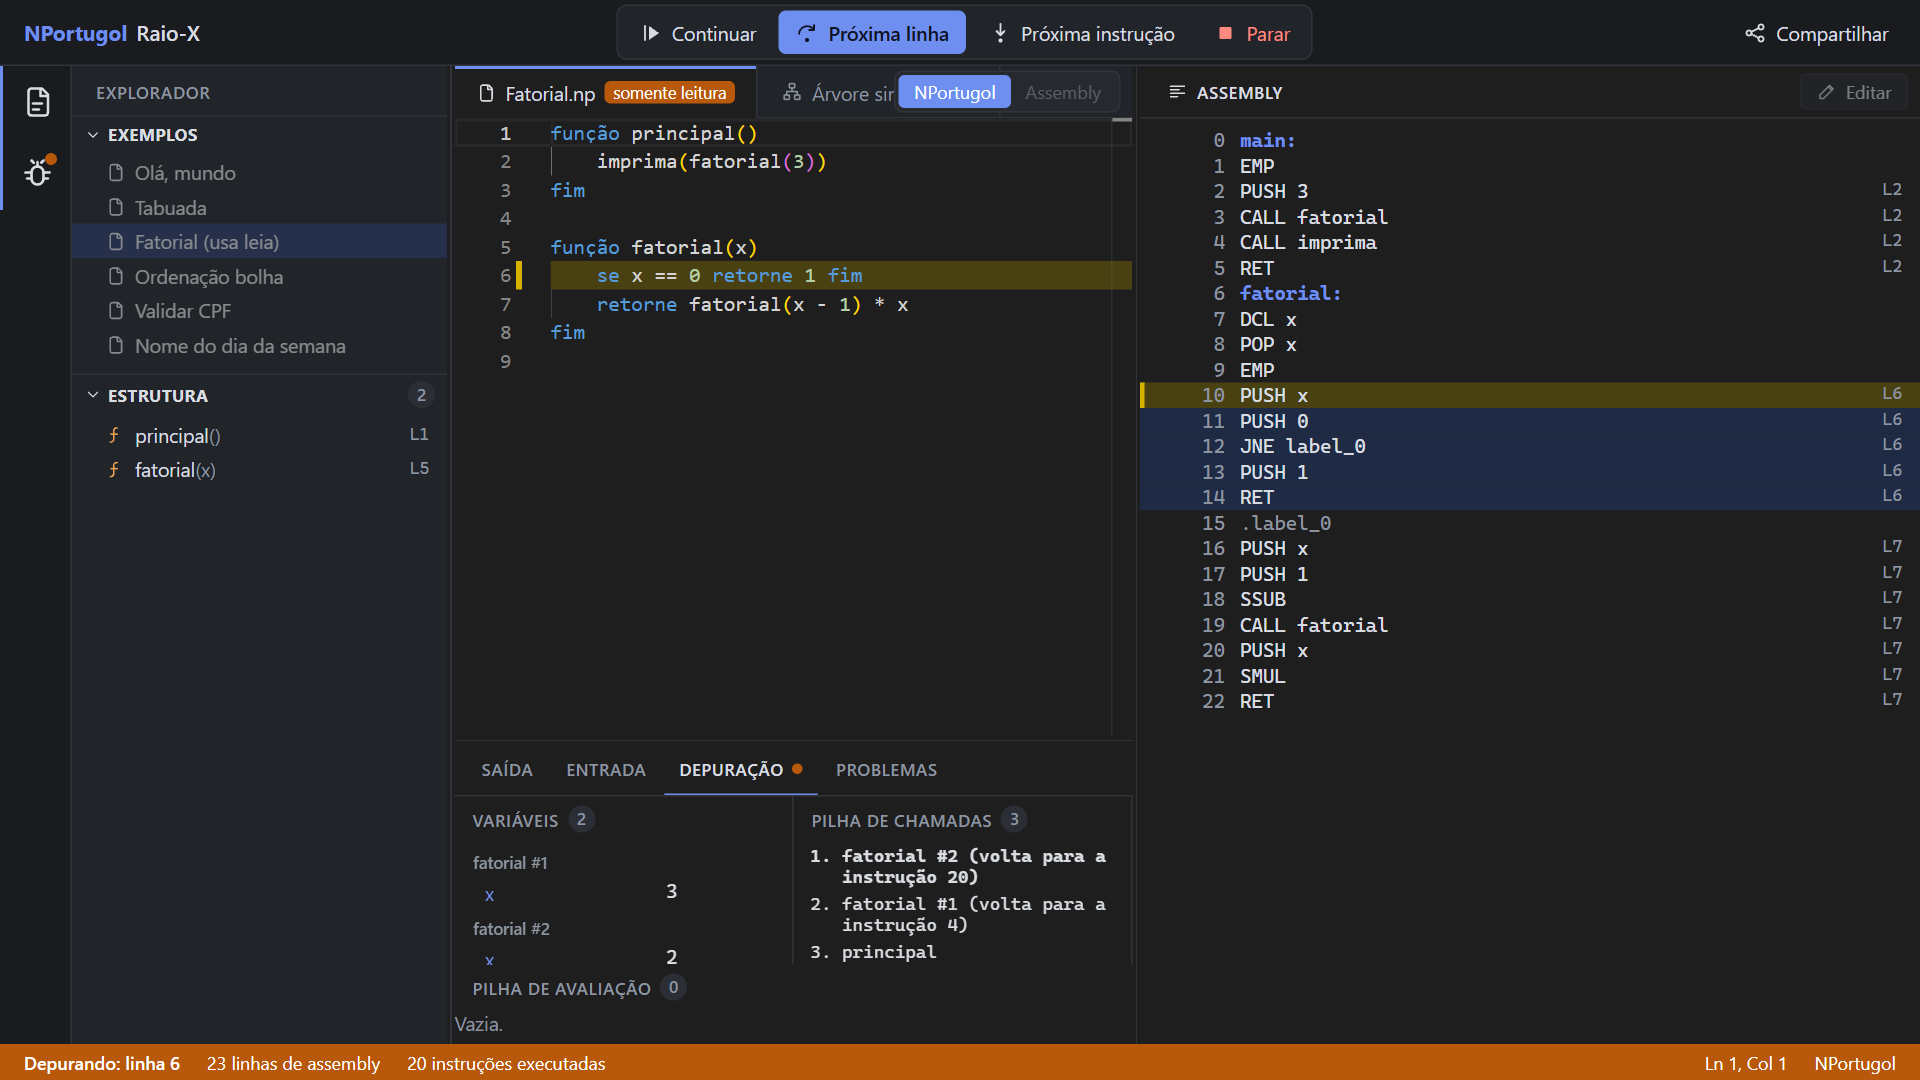 NPortugol Raio-X
Continuar
Próxima linha
Próxima instrução
Parar
Compartilhar
EXPLORADOR
EXEMPLOS
Olá, mundo
Tabuada
Fatorial (usa leia)
Ordenação bolha
Validar CPF
Nome do dia da semana
ESTRUTURA 2
principal() L1
fatorial(x) L5
Fatorial.np somente leitura
Árvore sin
NPortugol
Assembly
1 função principal()
2 imprima(fatorial(3))
3 fim
4
5 função fatorial(x)
6 se x == 0 retorne 1 fim
7 retorne fatorial(x - 1) * x
8 fim
9
SAÍDA
ENTRADA
DEPURAÇÃO
PROBLEMAS
VARIÁVEIS 2
fatorial #1
x 3
fatorial #2
x 2
PILHA DE CHAMADAS 3
1. fatorial #2 (volta para a
instrução 20)
2. fatorial #1 (volta para a
instrução 4)
3. principal
PILHA DE AVALIAÇÃO 0
Vazia.
ASSEMBLY
Editar
0 main:
1 EMP
2 PUSH 3 L2
3 CALL fatorial L2
4 CALL imprima L2
5 RET L2
6 fatorial:
7 DCL x
8 POP x
9 EMP
10 PUSH x L6
11 PUSH 0 L6
12 JNE label_0 L6
13 PUSH 1 L6
14 RET L6
15 .label_0
16 PUSH x L7
17 PUSH 1 L7
18 SSUB L7
19 CALL fatorial L7
20 PUSH x L7
21 SMUL L7
22 RET L7
Depurando: linha 6
23 linhas de assembly
20 instruções executadas
Ln 1, Col 1
NPortugol